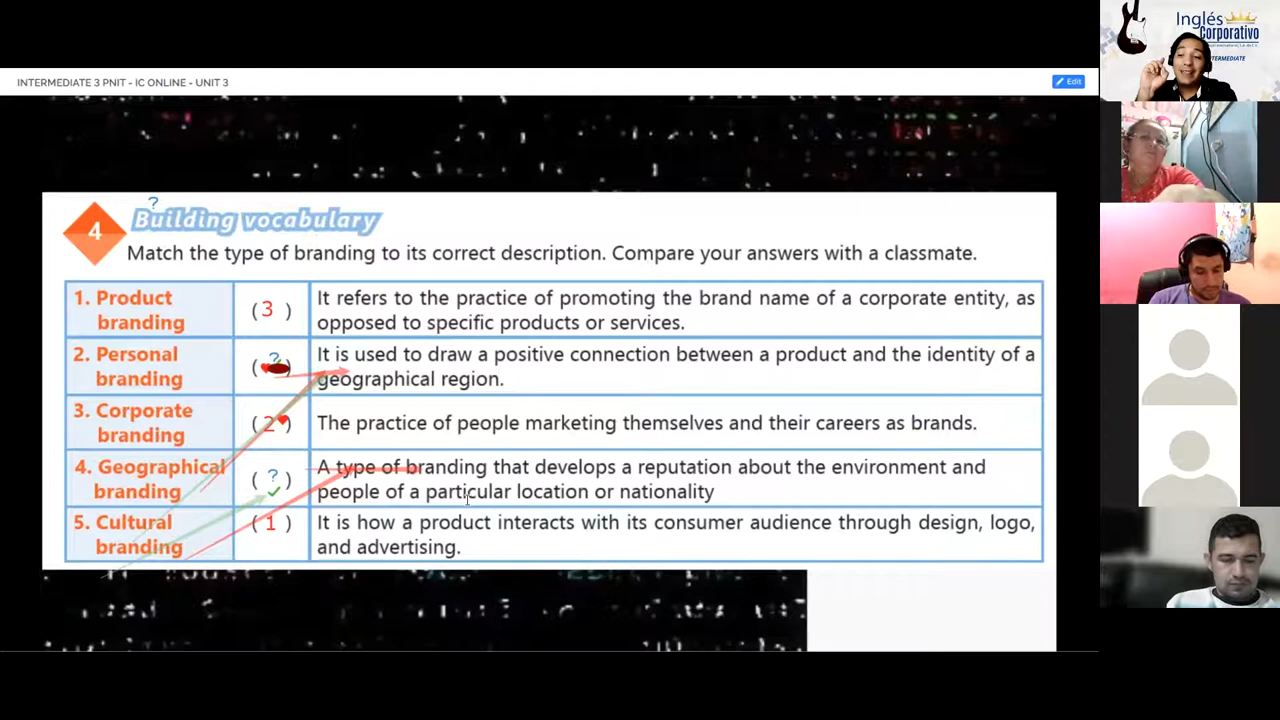 INTERMEDIATE 3 PNIT - IC ONLINE - UNIT 3
Edit
Inglés
Corporativo
INTERMEDIATE
?
4
Building vocabulary
Match the type of branding to its correct description. Compare your answers with a classmate.
1. Product branding
( 3 )
It refers to the practice of promoting the brand name of a corporate entity, as
opposed to specific products or services.
2. Personal branding
( ? )
It is used to draw a positive connection between a product and the identity of a
geographical region.
3. Corporate branding
( 2 )
The practice of people marketing themselves and their careers as brands.
4. Geographical branding
( ? )
A type of branding that develops a reputation about the environment and
people of a particular location or nationality
5. Cultural branding
( 1 )
It is how a product interacts with its consumer audience through design, logo,
and advertising.